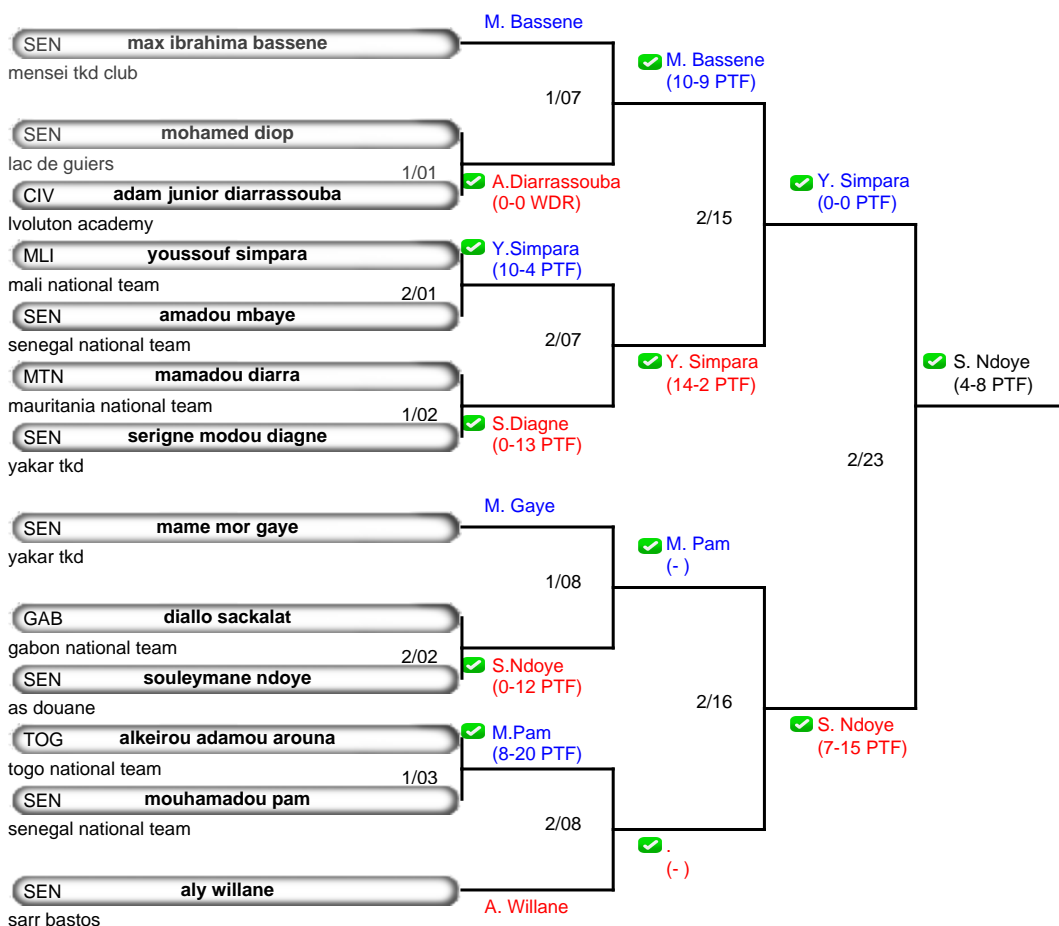 M. Bassene
SEN max ibrahima bassene
mensei tkd club
M. Bassene
(10-9 PTF)
1/07
SEN mohamed diop
lac de guiers
1/01
CIV adam junior diarrassouba
A.Diarrassouba
(0-0 WDR)
lvoluton academy
Y. Simpara
(0-0 PTF)
2/15
MLI youssouf simpara
mali national team
Y.Simpara
(10-4 PTF)
2/01
SEN amadou mbaye
senegal national team
2/07
MTN mamadou diarra
mauritania national team
Y. Simpara
(14-2 PTF)
S. Ndoye
(4-8 PTF)
1/02
SEN serigne modou diagne
S.Diagne
(0-13 PTF)
yakar tkd
2/23
M. Gaye
SEN mame mor gaye
yakar tkd
M. Pam
(- )
1/08
GAB diallo sackalat
gabon national team
2/02
SEN souleymane ndoye
S.Ndoye
(0-12 PTF)
as douane
2/16
TOG alkeirou adamou arouna
togo national team
M.Pam
(8-20 PTF)
S. Ndoye
(7-15 PTF)
1/03
SEN mouhamadou pam
senegal national team
2/08
.
(- )
SEN aly willane
A. Willane
sarr bastos